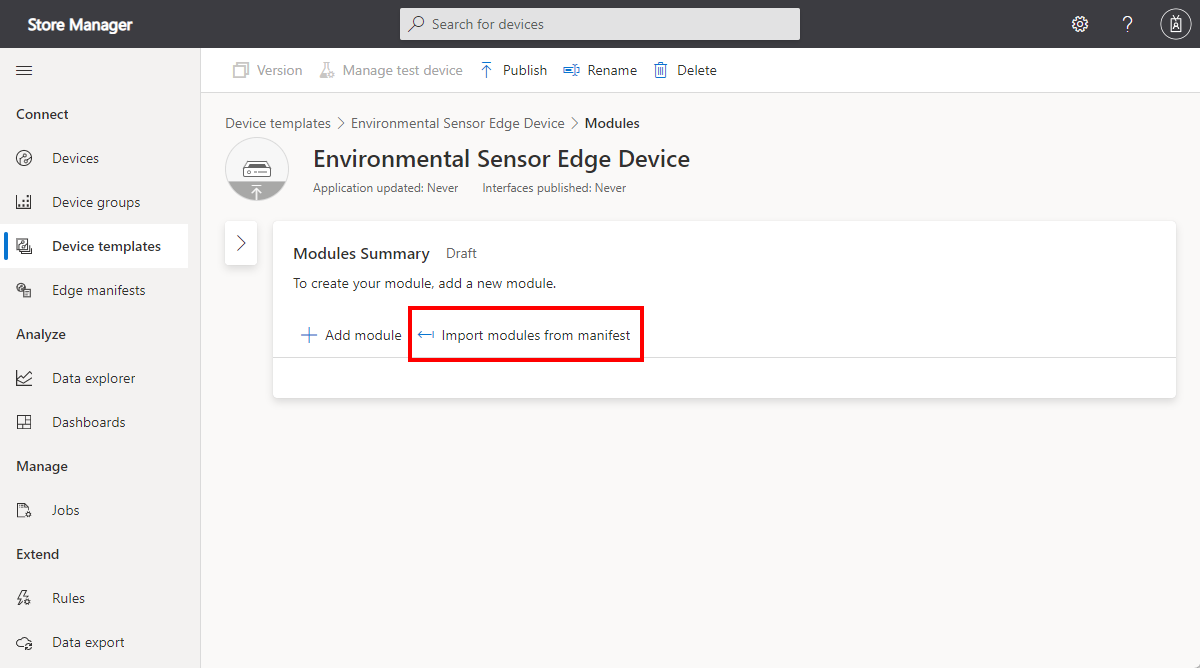 Store Manager
Search for devices
?
Version
Manage test device
Publish
Rename
Delete
Connect
Devices
Device groups
Device templates
Edge manifests
Analyze
Data explorer
Dashboards
Manage
Jobs
Extend
Rules
Data export
Device templates > Environmental Sensor Edge Device > Modules
Environmental Sensor Edge Device
Application updated: Never Interfaces published: Never
Modules Summary Draft
To create your module, add a new module.
Add module Import modules from manifest